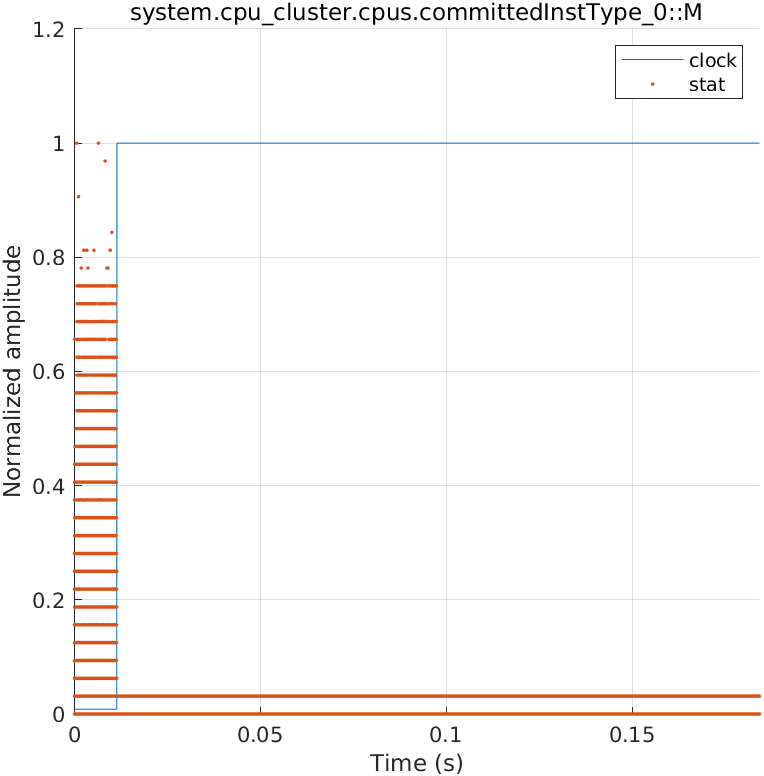 system.cpu_cluster.cpus.committedInstType_0::M
1.2
1
0.8
0.6
0.4
0.2
0
Normalized amplitude
clock
stat
0
0.05
0.1
0.15
Time (s)